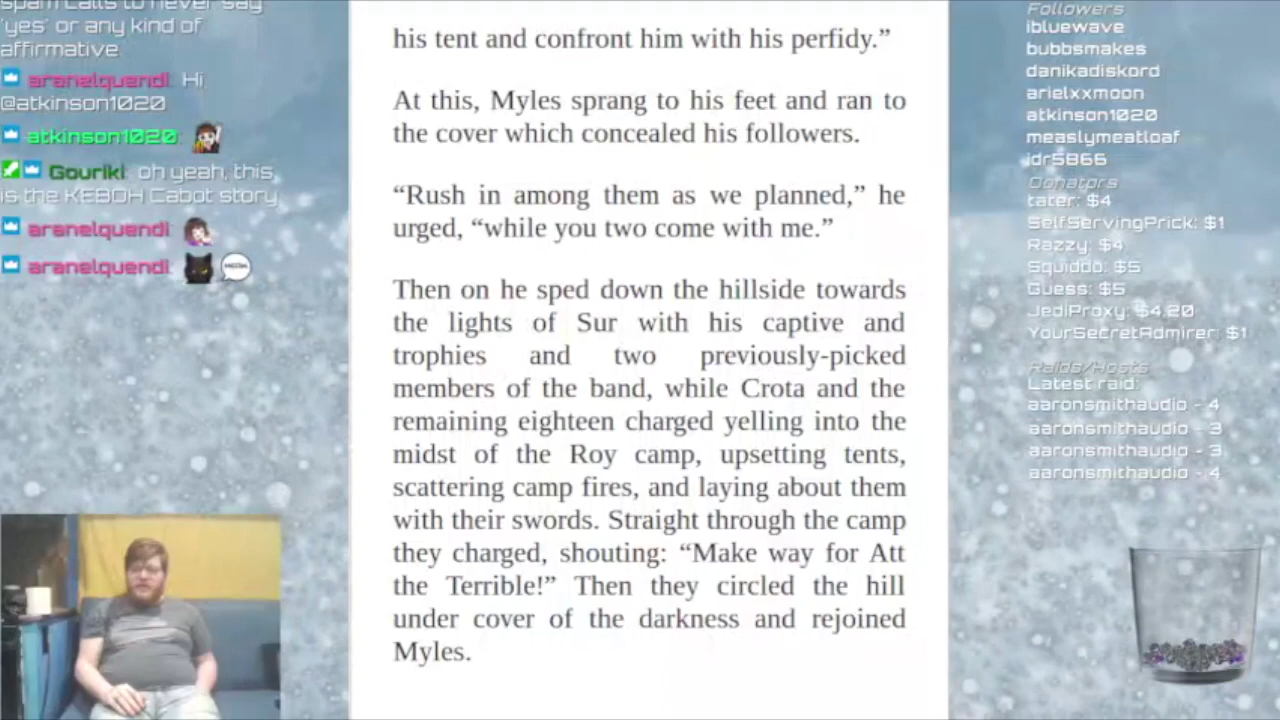 spam calls to never say
'yes' or any kind of
affirmative
aranelquendi: Hi
@atkinson1020
atkinson1020:
Gouriki: oh yeah, this
is the KEBOH Cabot story
aranelquendi:
aranelquendi:
his tent and confront him with his perfidy.”
At this, Myles sprang to his feet and ran to
the cover which concealed his followers.
“Rush in among them as we planned,” he
urged, “while you two come with me.”
Then on he sped down the hillside towards
the lights of Sur with his captive and
trophies and two previously-picked
members of the band, while Crota and the
remaining eighteen charged yelling into the
midst of the Roy camp, upsetting tents,
scattering camp fires, and laying about them
with their swords. Straight through the camp
they charged, shouting: “Make way for Att
the Terrible!” Then they circled the hill
under cover of the darkness and rejoined
Myles.
Followers
ibluewave
bubbsmakes
danikadiskord
arielxxmoon
atkinson1020
measlymeatloaf
jdr5866
Donators
tater: $4
SelfServingPrick: $1
Razzy: $4
Squiddo: $5
Guess: $5
JediProxy: $4.20
YourSecretAdmirer: $1
Raids/Hosts
Latest raid:
aaronsmithaudio - 4
aaronsmithaudio - 3
aaronsmithaudio - 3
aaronsmithaudio - 4